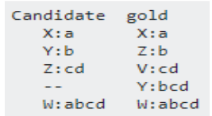 Candidate gold
X:a X:a
Y:b Z:b
Z:cd V:cd
-- Y:bcd
W:abcd W:abcd